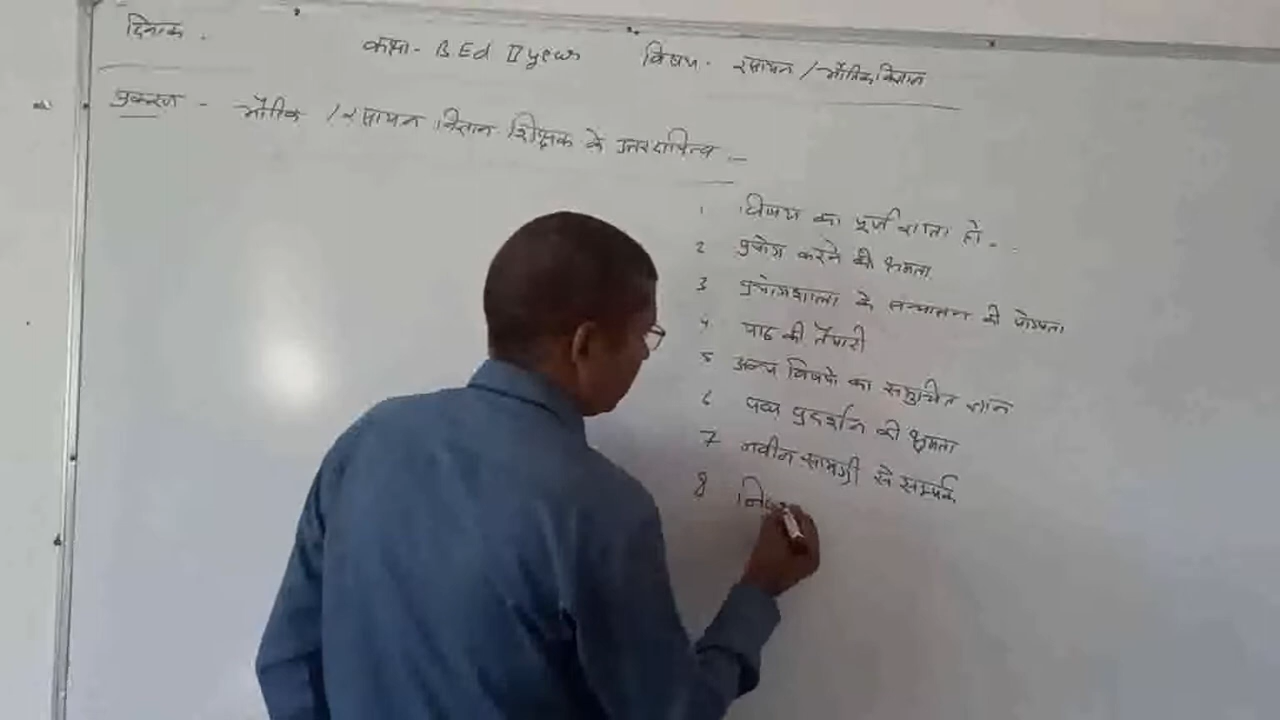 दिनांक .
कक्षा - B Ed II year विषय - रसायन / भौतिक विज्ञान
प्रकरण - भौतिक / रसायन विज्ञान शिक्षक के उत्तरदायित्व -
1 विषय का पूर्ण ज्ञाता हो - -
2 प्रयोग करने की क्षमता
3 प्रयोगशाला के सन्चालन की योग्यता
4 पाठ की तैयारी
5 अन्य विषयों का समुचित ज्ञान
6 पथ प्रदर्शन की क्षमता
7 नवीन सामग्री से सम्पर्क
8